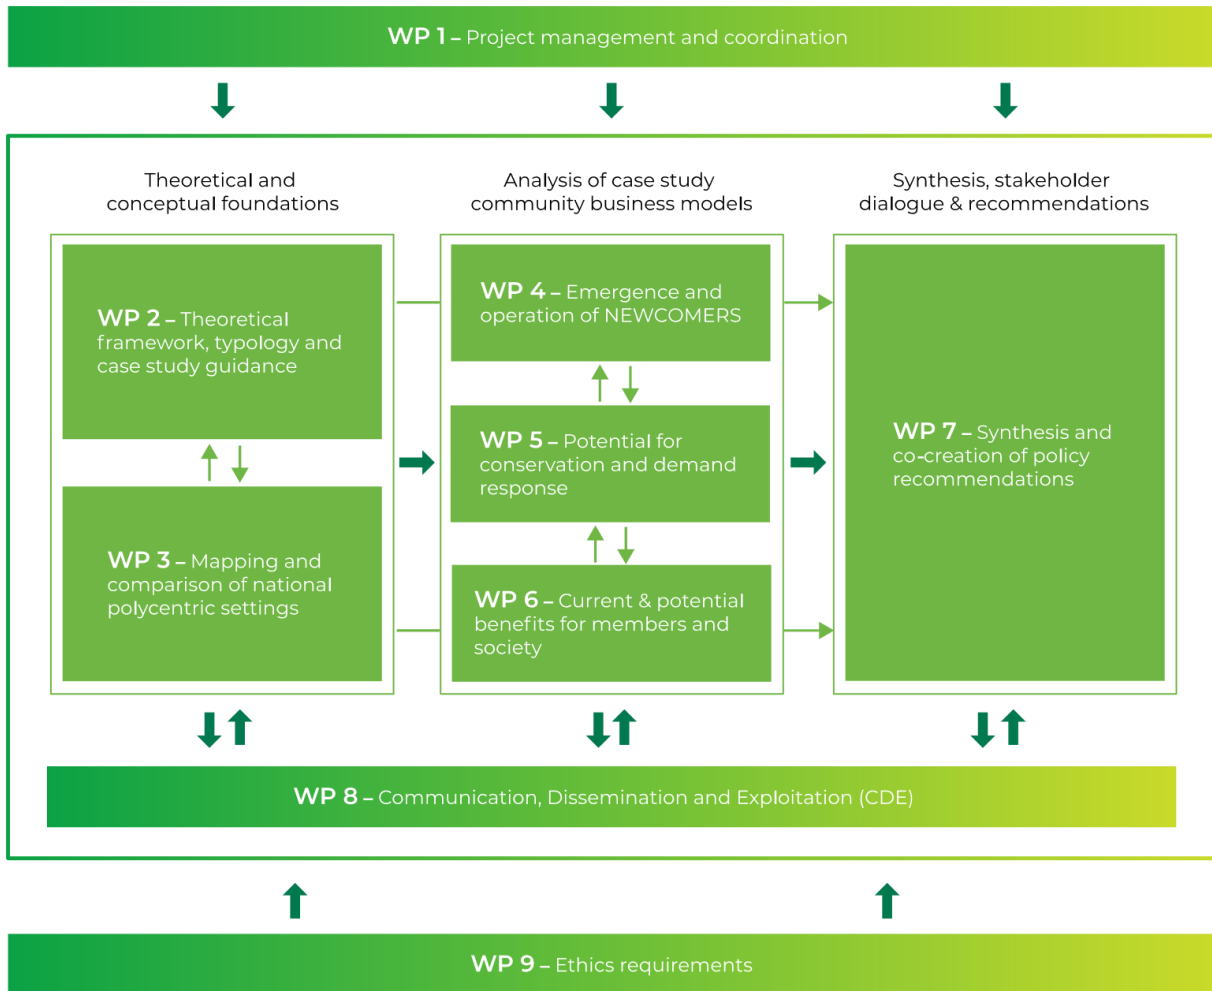 WP 1 – Project management and coordination
Theoretical and
conceptual foundations
WP 2 – Theoretical
framework, typology and
case study guidance
WP 3 – Mapping and
comparison of national
polycentric settings
Analysis of case study
community business models
WP 4 – Emergence and
operation of NEWCOMERS
WP 5 – Potential for
conservation and demand
response
WP 6 – Current & potential
benefits for members and
society
Synthesis, stakeholder
dialogue & recommendations
WP 7 – Synthesis and
co-creation of policy
recommendations
WP 8 – Communication, Dissemination and Exploitation (CDE)
WP 9 – Ethics requirements